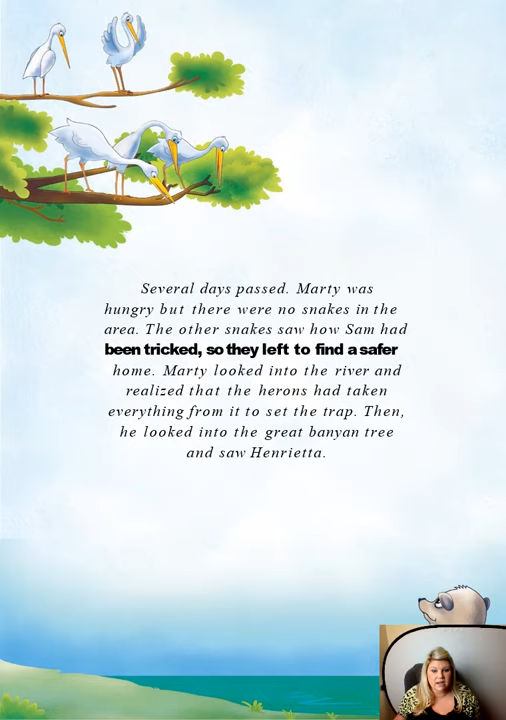 Several days passed. Marty was
hungry but there were no snakes in the
area. The other snakes saw how Sam had
been tricked, so they left to find a safer
home. Marty looked into the river and
realized that the herons had taken
everything from it to set the trap. Then,
he looked into the great banyan tree
and saw Henrietta.